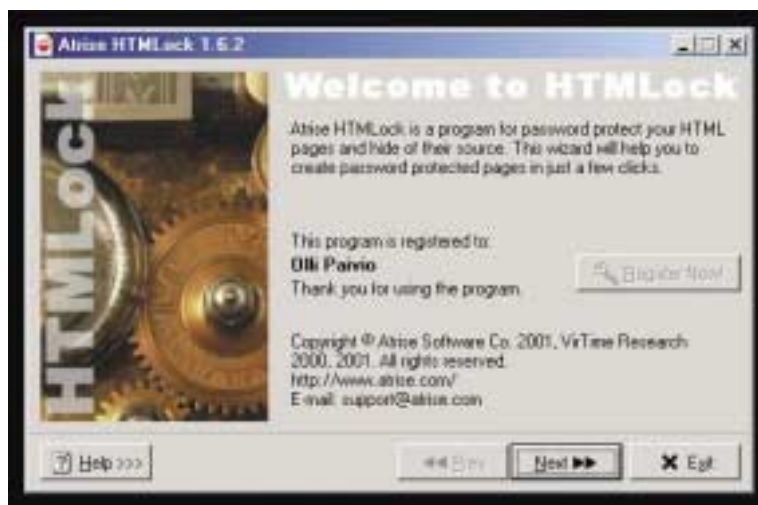 Atrise HTMLock 1.6.2
HTMLock
Welcome to HTMLock
Atrise HTMLock is a program for password protect your HTML
pages and hide of their source. This wizard will help you to
create password protected pages in just a few clicks.
This program is registered to:
Olli Parvio
Thank you for using the program.
Register Now!
Copyright © Atrise Software Co. 2001, VirTime Research
2000, 2001. All rights reserved.
http://www.atrise.com/
E-mail: support@atrise.com
Help >>>
Prev
Next
Exit